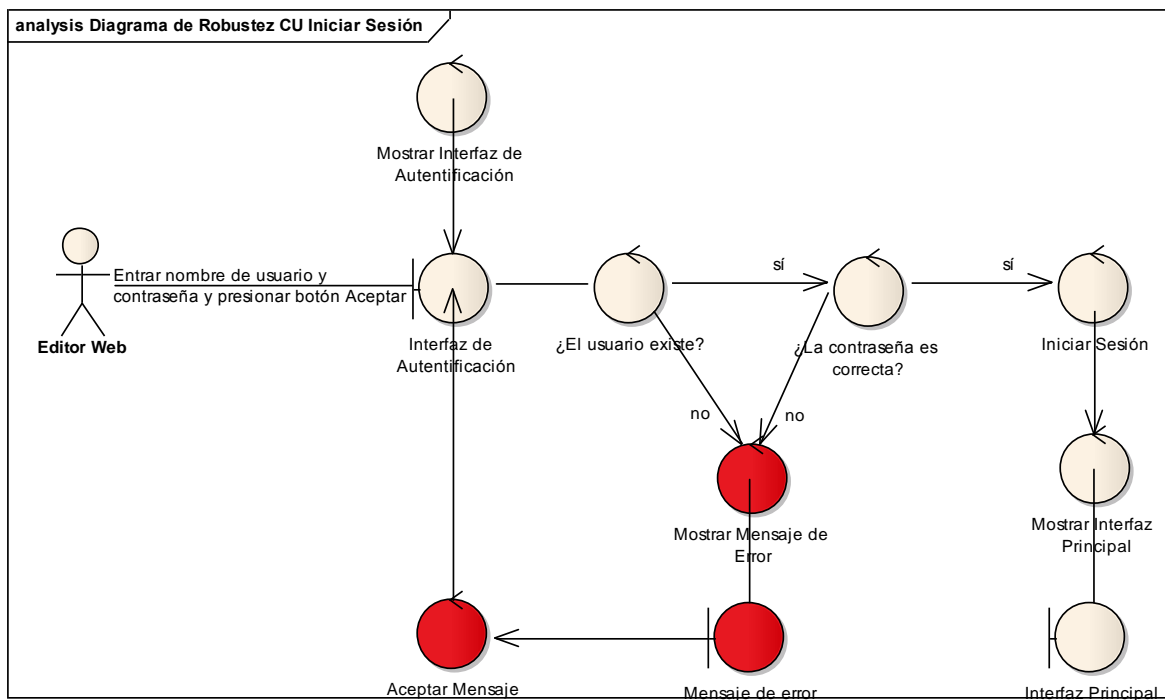 analysis Diagrama de Robustez CU Iniciar Sesión
Mostrar Interfaz de
Autentificación
Entrar nombre de usuario y
contraseña y presionar botón Aceptar
Editor Web
Interfaz de
Autentificación
¿El usuario existe?
sí
¿La contraseña es
correcta?
sí
Iniciar Sesión
no
no
Mostrar Mensaje de
Error
Mostrar Interfaz
Principal
Aceptar Mensaje
Mensaje de error
Interfaz Principal